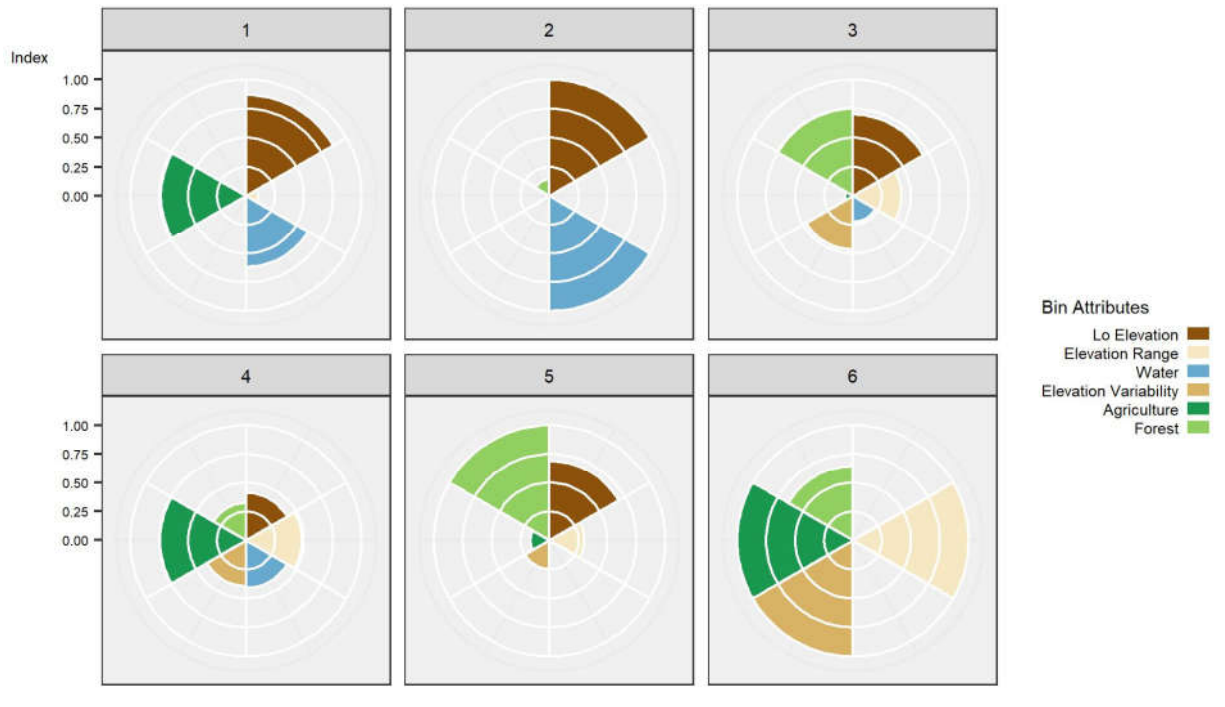 1
2
3
Index
1.00
0.75
0.50
0.25
0.00
4
5
6
1.00
0.75
0.50
0.25
0.00
Bin Attributes
Lo Elevation
Elevation Range
Water
Elevation Variability
Agriculture
Forest